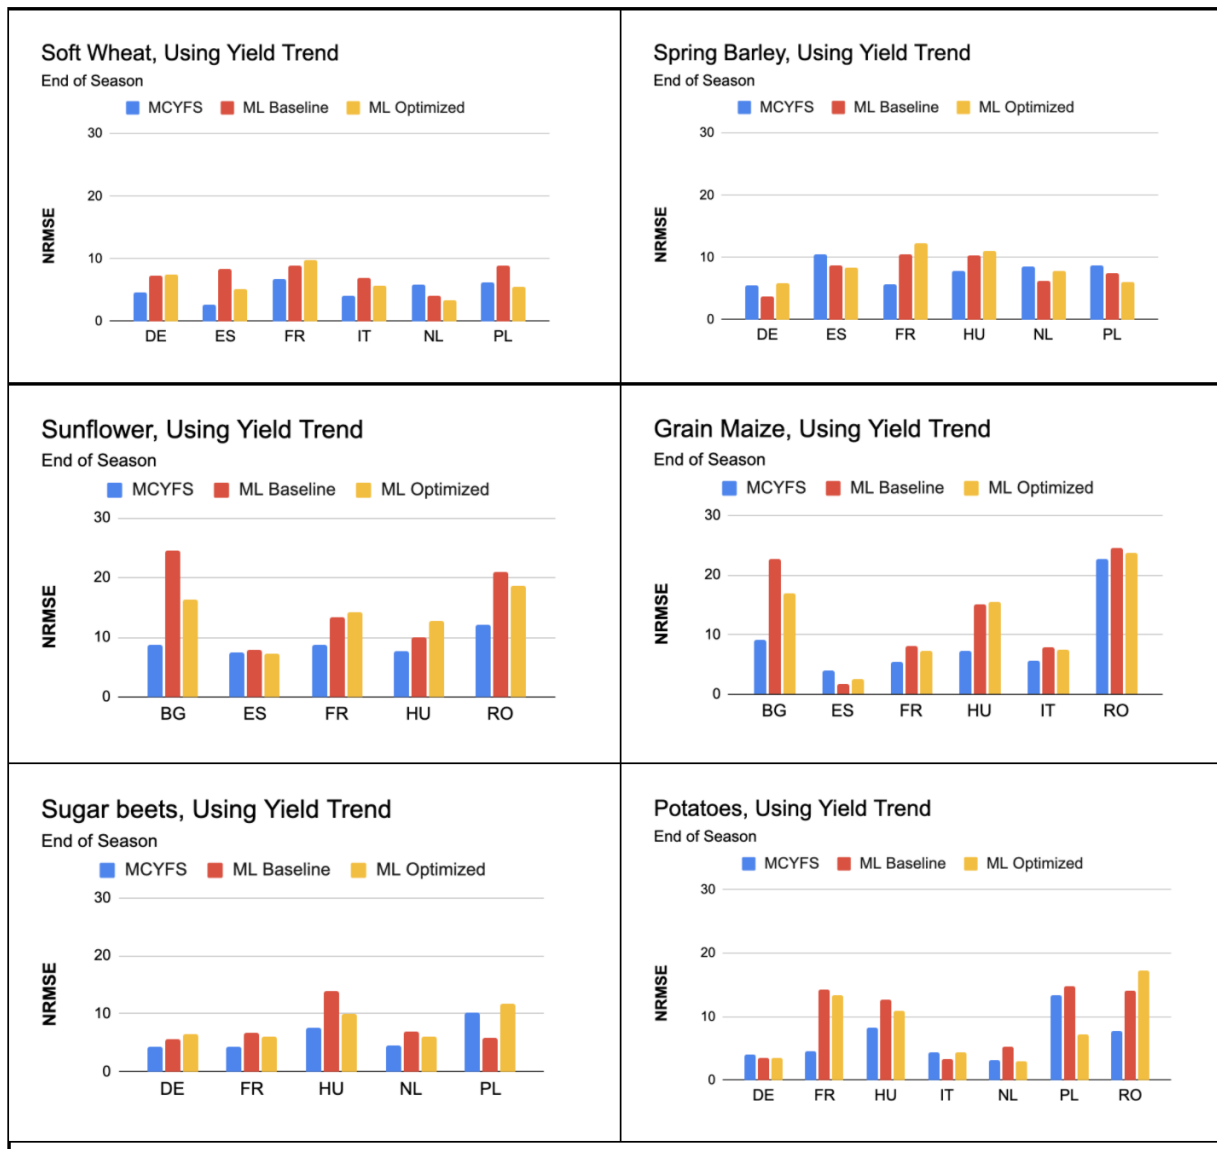 Soft Wheat, Using Yield Trend
End of Season
MCYFS ML Baseline ML Optimized
30
20
10
0
NRMSE
DE ES FR IT NL PL
Spring Barley, Using Yield Trend
End of Season
MCYFS ML Baseline ML Optimized
30
20
10
0
NRMSE
DE ES FR HU NL PL
Sunflower, Using Yield Trend
End of Season
MCYFS ML Baseline ML Optimized
30
20
10
0
NRMSE
BG ES FR HU RO
Grain Maize, Using Yield Trend
End of Season
MCYFS ML Baseline ML Optimized
30
20
10
0
NRMSE
BG ES FR HU IT RO
Sugar beets, Using Yield Trend
End of Season
MCYFS ML Baseline ML Optimized
30
20
10
0
NRMSE
DE FR HU NL PL
Potatoes, Using Yield Trend
End of Season
MCYFS ML Baseline ML Optimized
30
20
10
0
NRMSE
DE FR HU IT NL PL RO